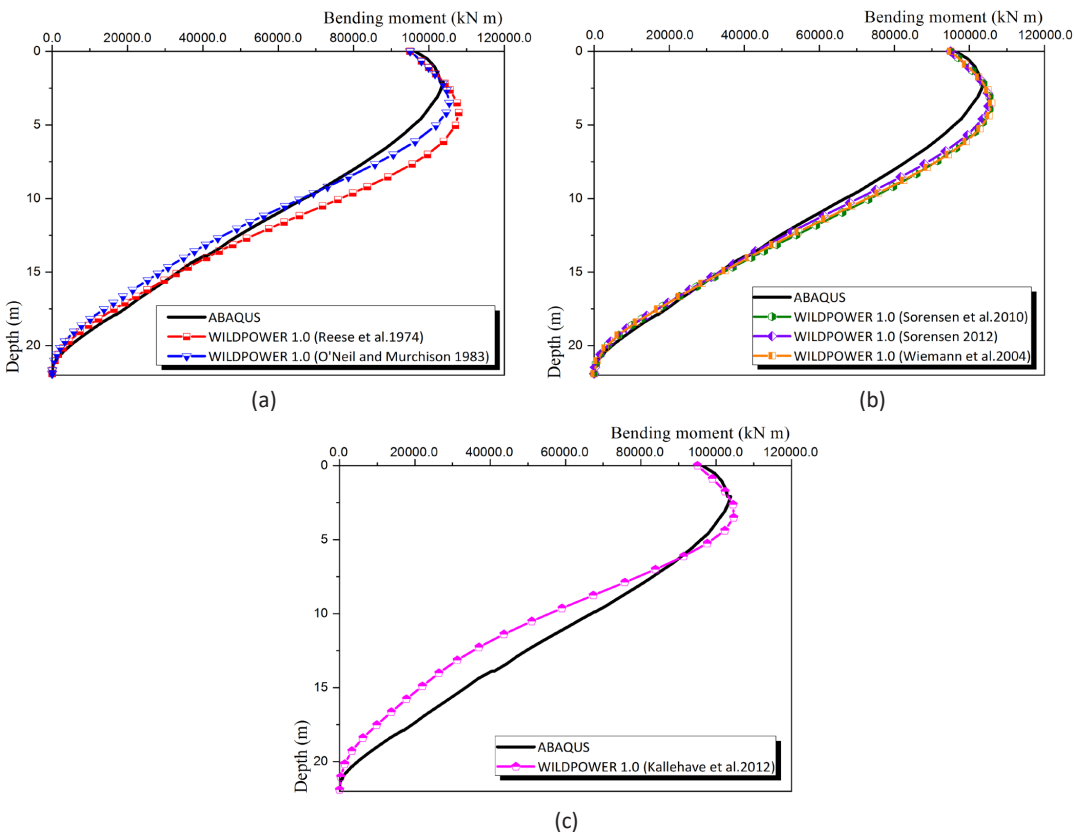 Bending moment (kN m)
0 20000.0 40000.0 60000.0 80000.0 100000.0 120000.0
0
5
10
15
20
Depth (m)
ABAQUS
WILDPOWER 1.0 (Reese et al.1974)
WILDPOWER 1.0 (O'Neil and Murchison 1983)
(a)
Bending moment (kN m)
0 20000.0 40000.0 60000.0 80000.0 100000.0 120000.0
0
5
10
15
20
Depth (m)
ABAQUS
WILDPOWER 1.0 (Sorensen et al.2010)
WILDPOWER 1.0 (Sorensen 2012)
WILDPOWER 1.0 (Wiemann et al.2004)
(b)
Bending moment (kN m)
0 20000.0 40000.0 60000.0 80000.0 100000.0 120000.0
0
5
10
15
20
Depth (m)
ABAQUS
WILDPOWER 1.0 (Kallehave et al.2012)
(c)